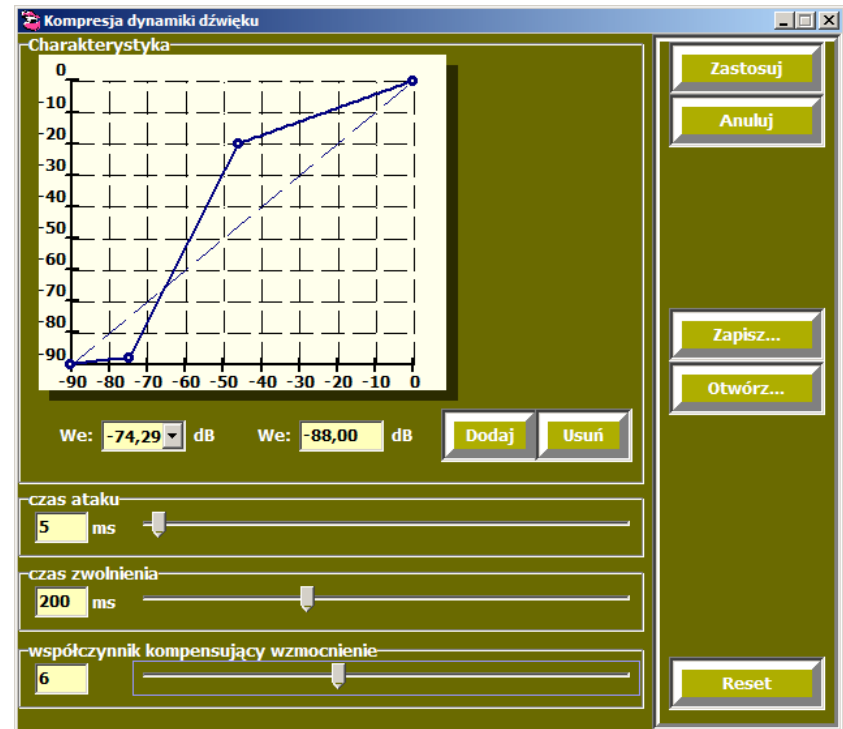 Kompresja dynamiki dźwięku
Charakterystyka
0
-10
-20
-30
-40
-50
-60
-70
-80
-90
-90 -80 -70 -60 -50 -40 -30 -20 -10 0
We: -74,29 dB We: -88,00 dB Dodaj Usuń
czas ataku
5 ms
czas zwolnienia
200 ms
współczynnik kompensujący wzmocnienie
6
Zastosuj
Anuluj
Zapisz...
Otwórz...
Reset